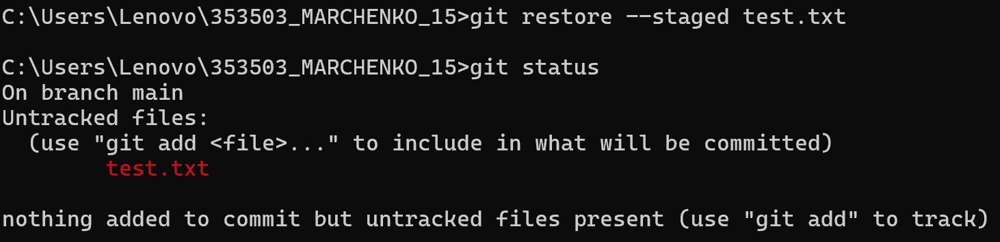 C:\Users\Lenovo\353503_MARCHENKO_15>git restore --staged test.txt
C:\Users\Lenovo\353503_MARCHENKO_15>git status
On branch main
Untracked files:
  (use "git add <file>..." to include in what will be committed)
        test.txt
nothing added to commit but untracked files present (use "git add" to track)